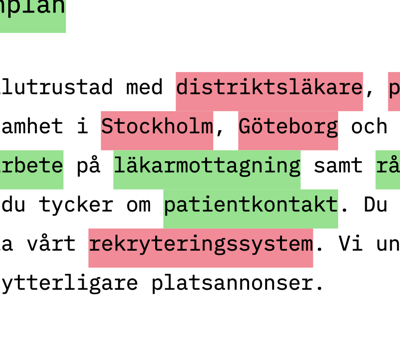 nplan
lutrustad med distriktsläkare, p
amhet i Stockholm, Göteborg och
rbete på läkarmottagning samt rå
du tycker om patientkontakt. Du
a vårt rekryteringssystem. Vi un
ytterligare platsannonser.